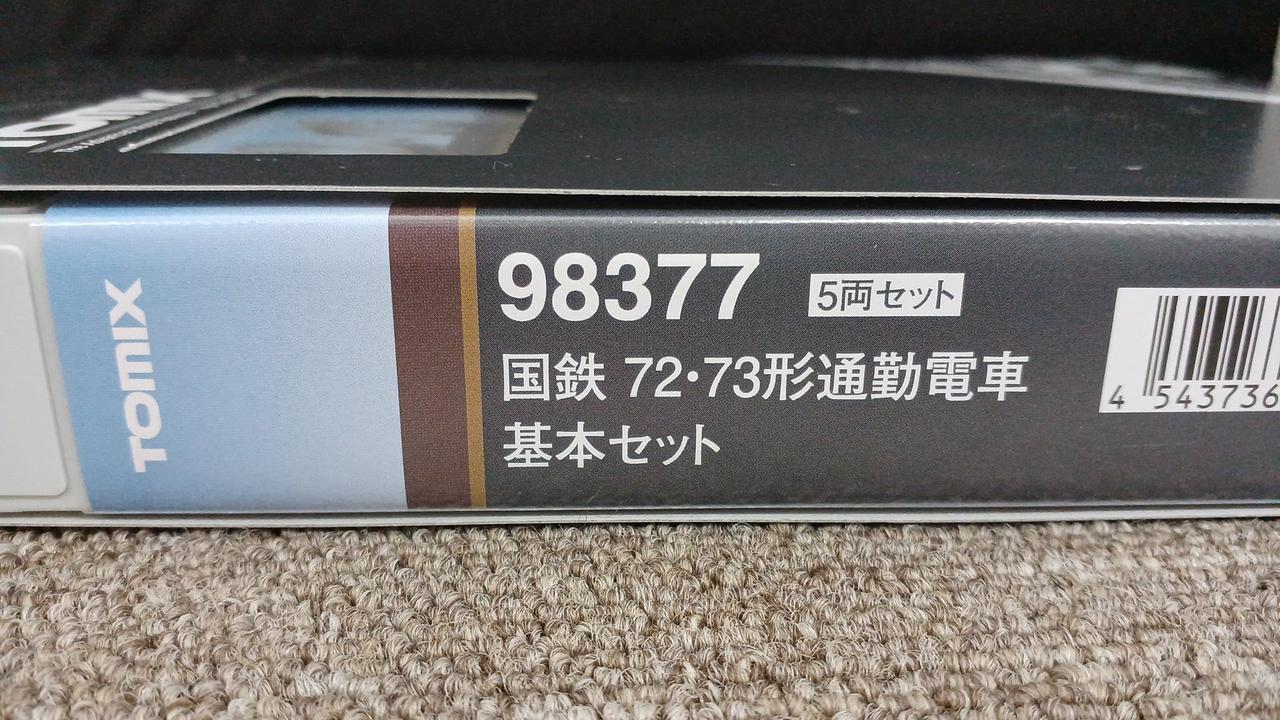 TOMIX
TOMIX
98377 5両セット
国鉄 72・73形通勤電車
基本セット
4 543736